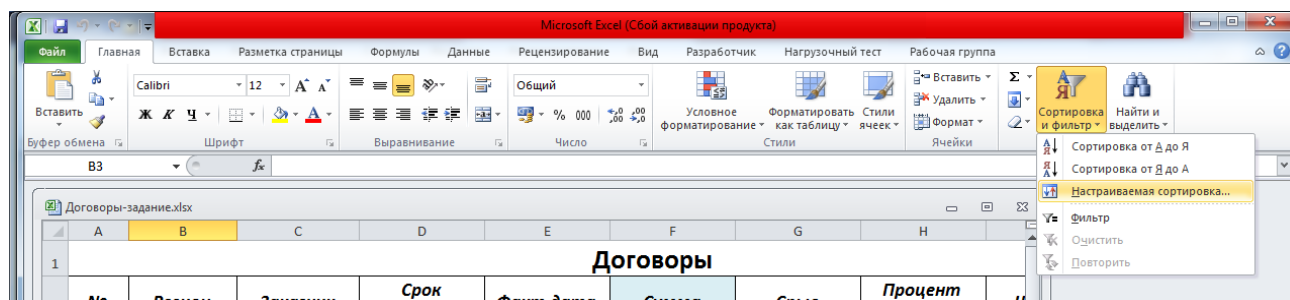 Microsoft Excel (Сбой активации продукта)
Файл Главная Вставка Разметка страницы Формулы Данные Рецензирование Вид Разработчик Нагрузочный тест Рабочая группа
Вставить
Буфер обмена
Calibri 12
Ж К Ч
Шрифт
Выравнивание
Общий
% 000
Число
Условное форматирование
Форматировать как таблицу
Стили ячеек
Стили
Вставить
Удалить
Формат
Ячейки
Σ
Сортировка и фильтр
Найти и выделить
Сортировка от А до Я
Сортировка от Я до А
Настраиваемая сортировка...
Фильтр
Очистить
Повторить
B3 fx
Договоры-задание.xlsx
A B C D E F G H
1 Договоры
Срок
Процент